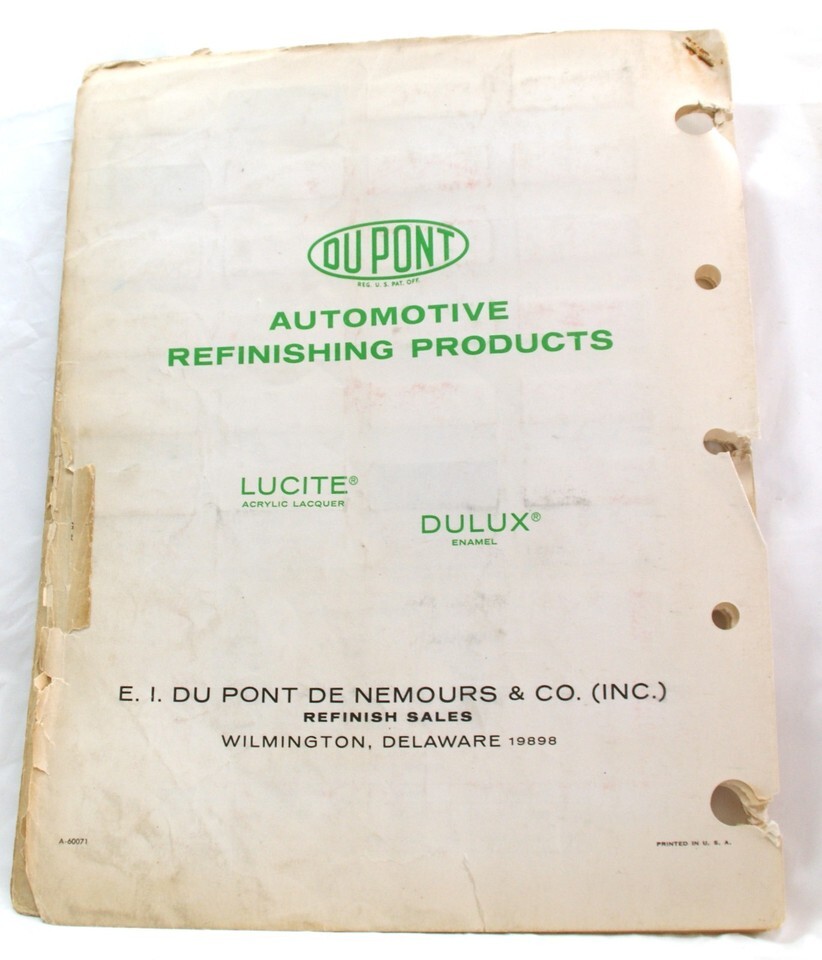 DU PONT
REG. U. S. PAT. OFF.
AUTOMOTIVE
REFINISHING PRODUCTS
LUCITE®
ACRYLIC LACQUER
DULUX®
ENAMEL
E. I. DU PONT DE NEMOURS & CO. (INC.)
REFINISH SALES
WILMINGTON, DELAWARE 19898
A-60071
PRINTED IN U. S. A.